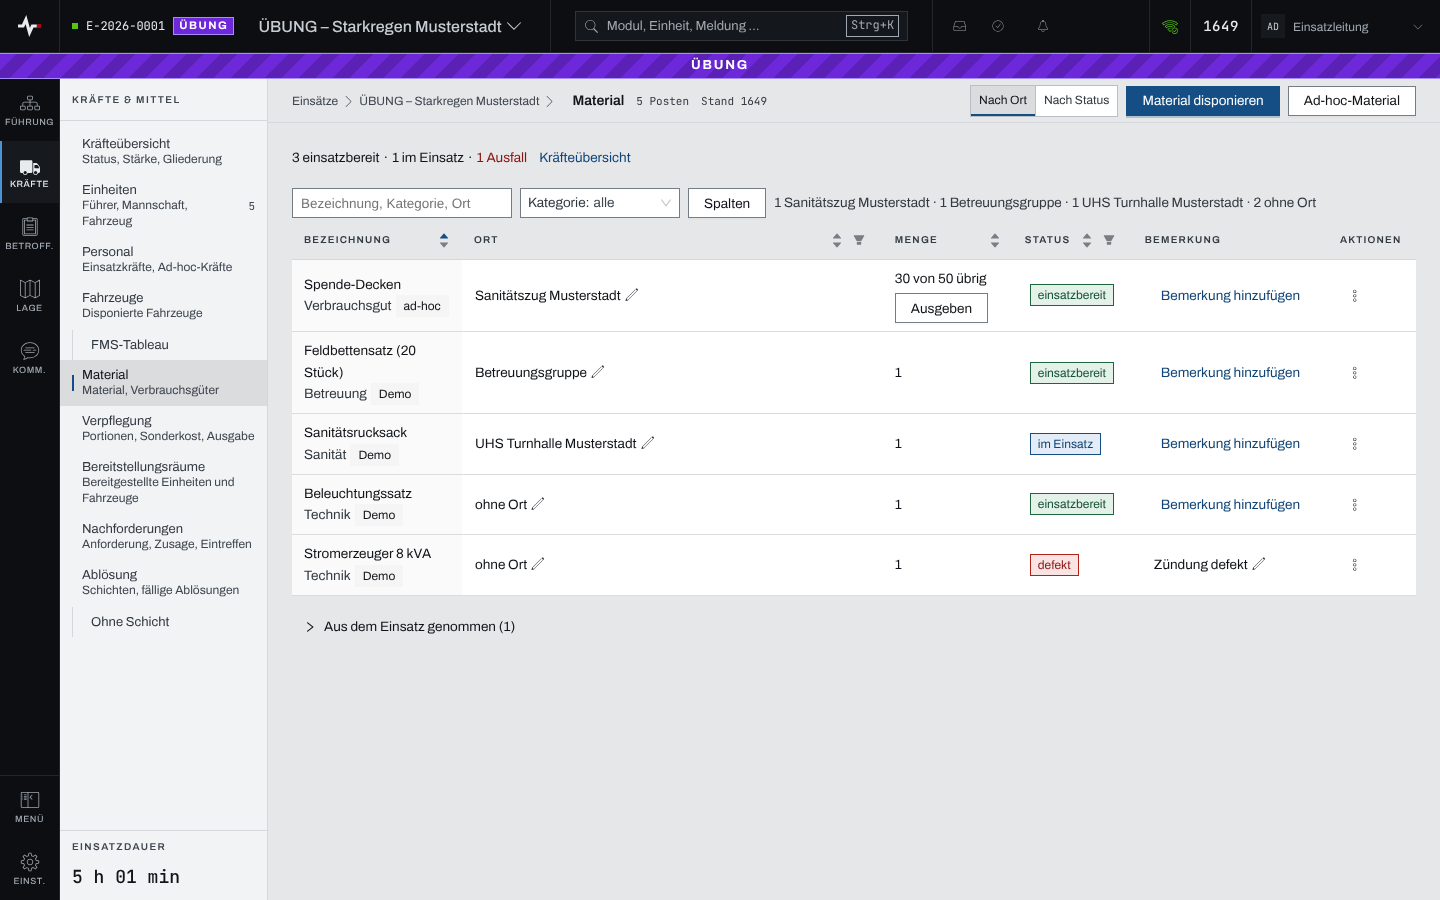 E-2026-0001 ÜBUNG ÜBUNG – Starkregen Musterstadt Modul, Einheit, Meldung ... Strg+K 1649 AD Einsatzleitung
ÜBUNG
FÜHRUNG
KRÄFTE
BETROFF.
LAGE
KOMM.
MENÜ
EINST.
KRÄFTE & MITTEL
Kräfteübersicht
Status, Stärke, Gliederung
Einheiten
Führer, Mannschaft,
Fahrzeug
5
Personal
Einsatzkräfte, Ad-hoc-Kräfte
Fahrzeuge
Disponierte Fahrzeuge
FMS-Tableau
Material
Material, Verbrauchsgüter
Verpflegung
Portionen, Sonderkost, Ausgabe
Bereitstellungsräume
Bereitgestellte Einheiten und
Fahrzeuge
Nachforderungen
Anforderung, Zusage, Eintreffen
Ablösung
Schichten, fällige Ablösungen
Ohne Schicht
EINSATZDAUER
5 h 01 min
Einsätze ÜBUNG – Starkregen Musterstadt Material 5 Posten Stand 1649 Nach Ort Nach Status Material disponieren Ad-hoc-Material
3 einsatzbereit · 1 im Einsatz · 1 Ausfall Kräfteübersicht
Bezeichnung, Kategorie, Ort Kategorie: alle Spalten 1 Sanitätszug Musterstadt · 1 Betreuungsgruppe · 1 UHS Turnhalle Musterstadt · 2 ohne Ort
BEZEICHNUNG ORT MENGE STATUS BEMERKUNG AKTIONEN
Spende-Decken
Verbrauchsgut ad-hoc
Sanitätszug Musterstadt
30 von 50 übrig
Ausgeben
einsatzbereit
Bemerkung hinzufügen
Feldbettensatz (20
Stück)
Betreuung Demo
Betreuungsgruppe
1
einsatzbereit
Bemerkung hinzufügen
Sanitätsrucksack
Sanität Demo
UHS Turnhalle Musterstadt
1
im Einsatz
Bemerkung hinzufügen
Beleuchtungssatz
Technik Demo
ohne Ort
1
einsatzbereit
Bemerkung hinzufügen
Stromerzeuger 8 kVA
Technik Demo
ohne Ort
1
defekt
Zündung defekt
Aus dem Einsatz genommen (1)